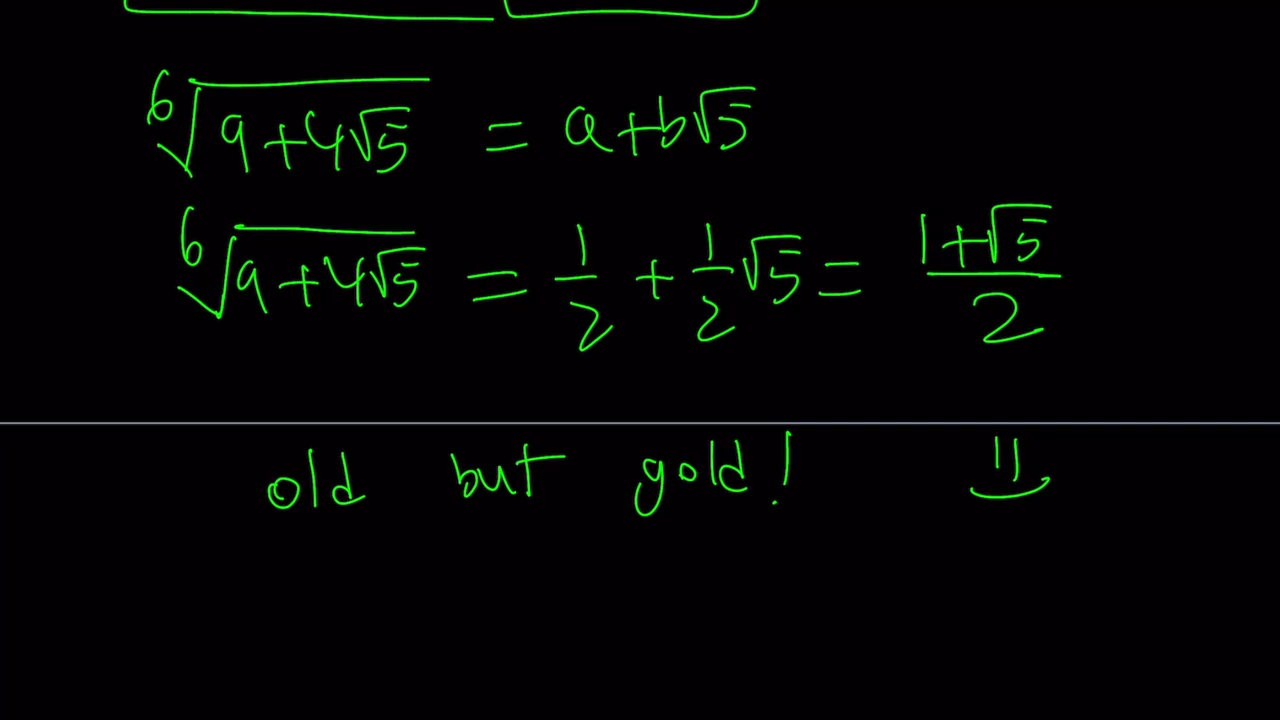 ⁶√(9+4√5) = a+b√5
⁶√(9+4√5) = 1/2 + 1/2 √5 = (1+√5)/2
old but gold! :)